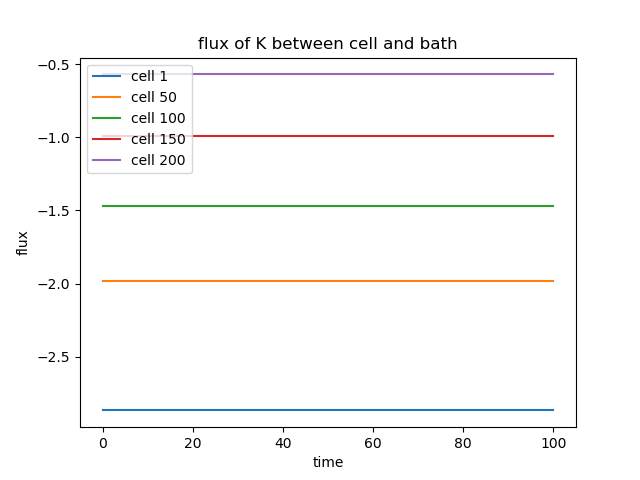 flux of K between cell and bath
−0.5
−1.0
−1.5
−2.0
−2.5
flux
cell 1
cell 50
cell 100
cell 150
cell 200
0
20
40
60
80
100
time